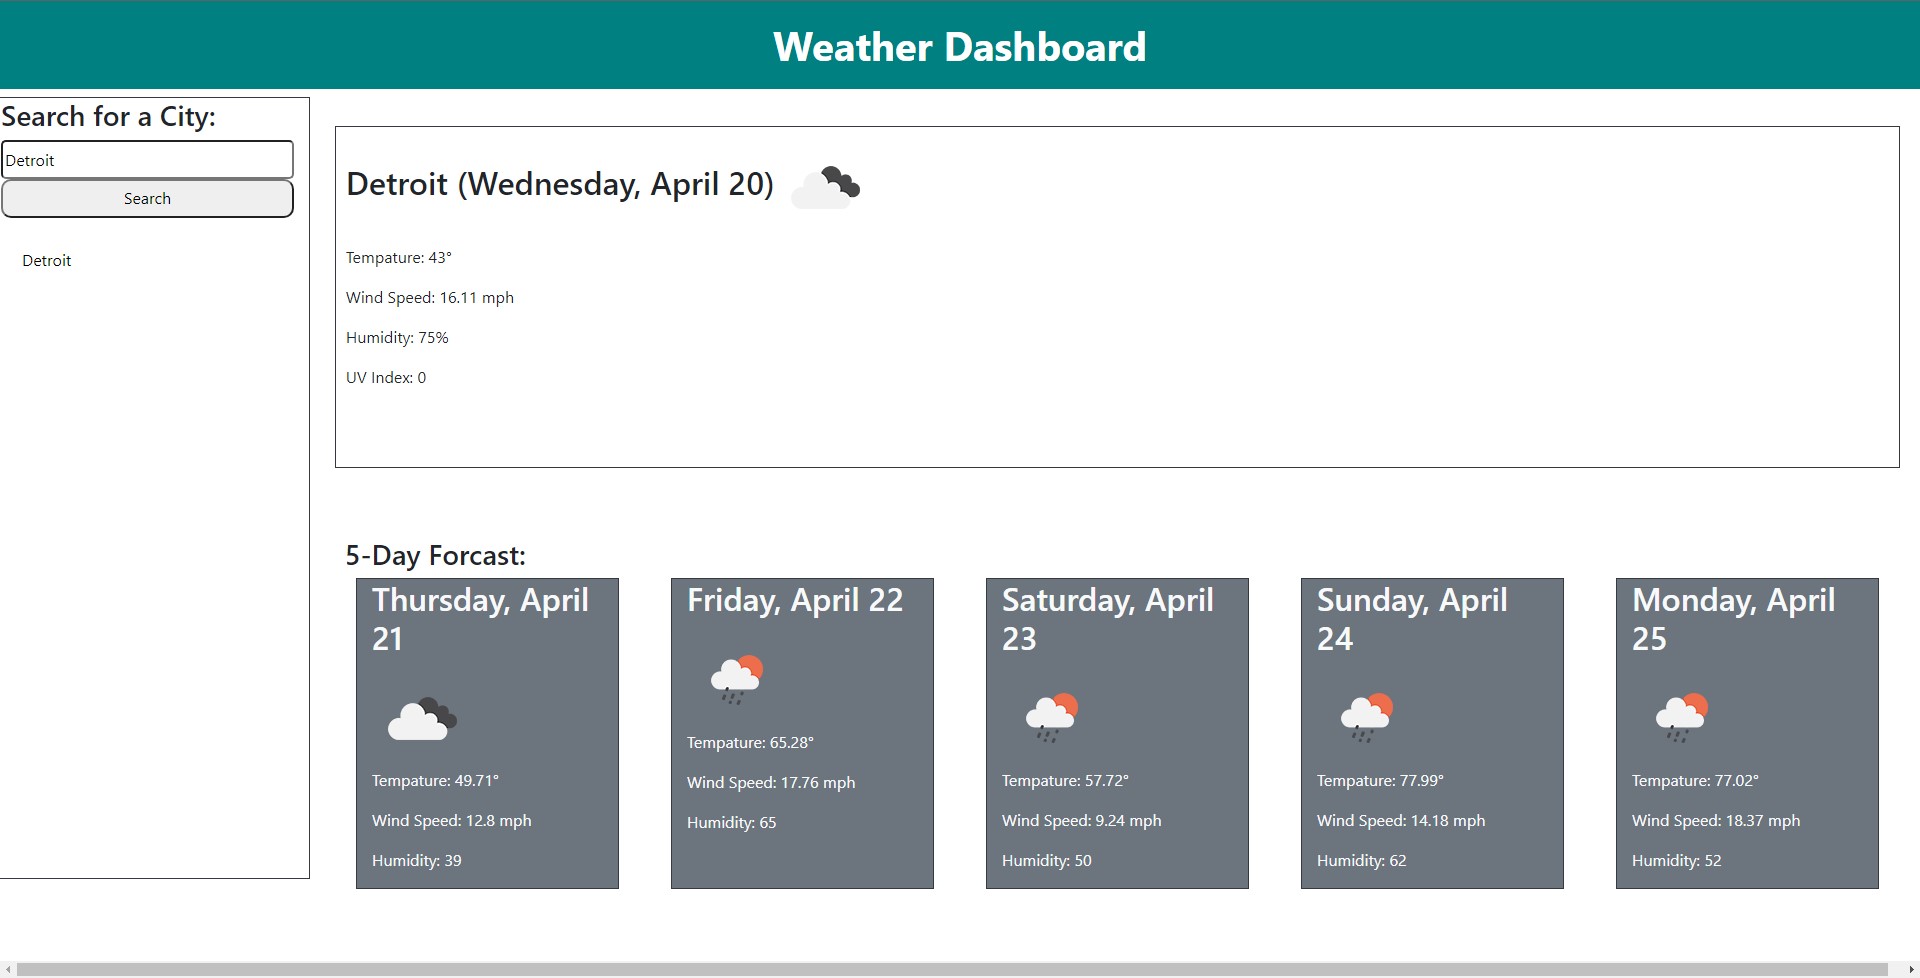 Weather Dashboard
Search for a City:
Detroit
Search
Detroit
Detroit (Wednesday, April 20)
Tempature: 43°
Wind Speed: 16.11 mph
Humidity: 75%
UV Index: 0
5-Day Forcast:
Thursday, April
21
Tempature: 49.71°
Wind Speed: 12.8 mph
Humidity: 39
Friday, April 22
Tempature: 65.28°
Wind Speed: 17.76 mph
Humidity: 65
Saturday, April
23
Tempature: 57.72°
Wind Speed: 9.24 mph
Humidity: 50
Sunday, April
24
Tempature: 77.99°
Wind Speed: 14.18 mph
Humidity: 62
Monday, April
25
Tempature: 77.02°
Wind Speed: 18.37 mph
Humidity: 52